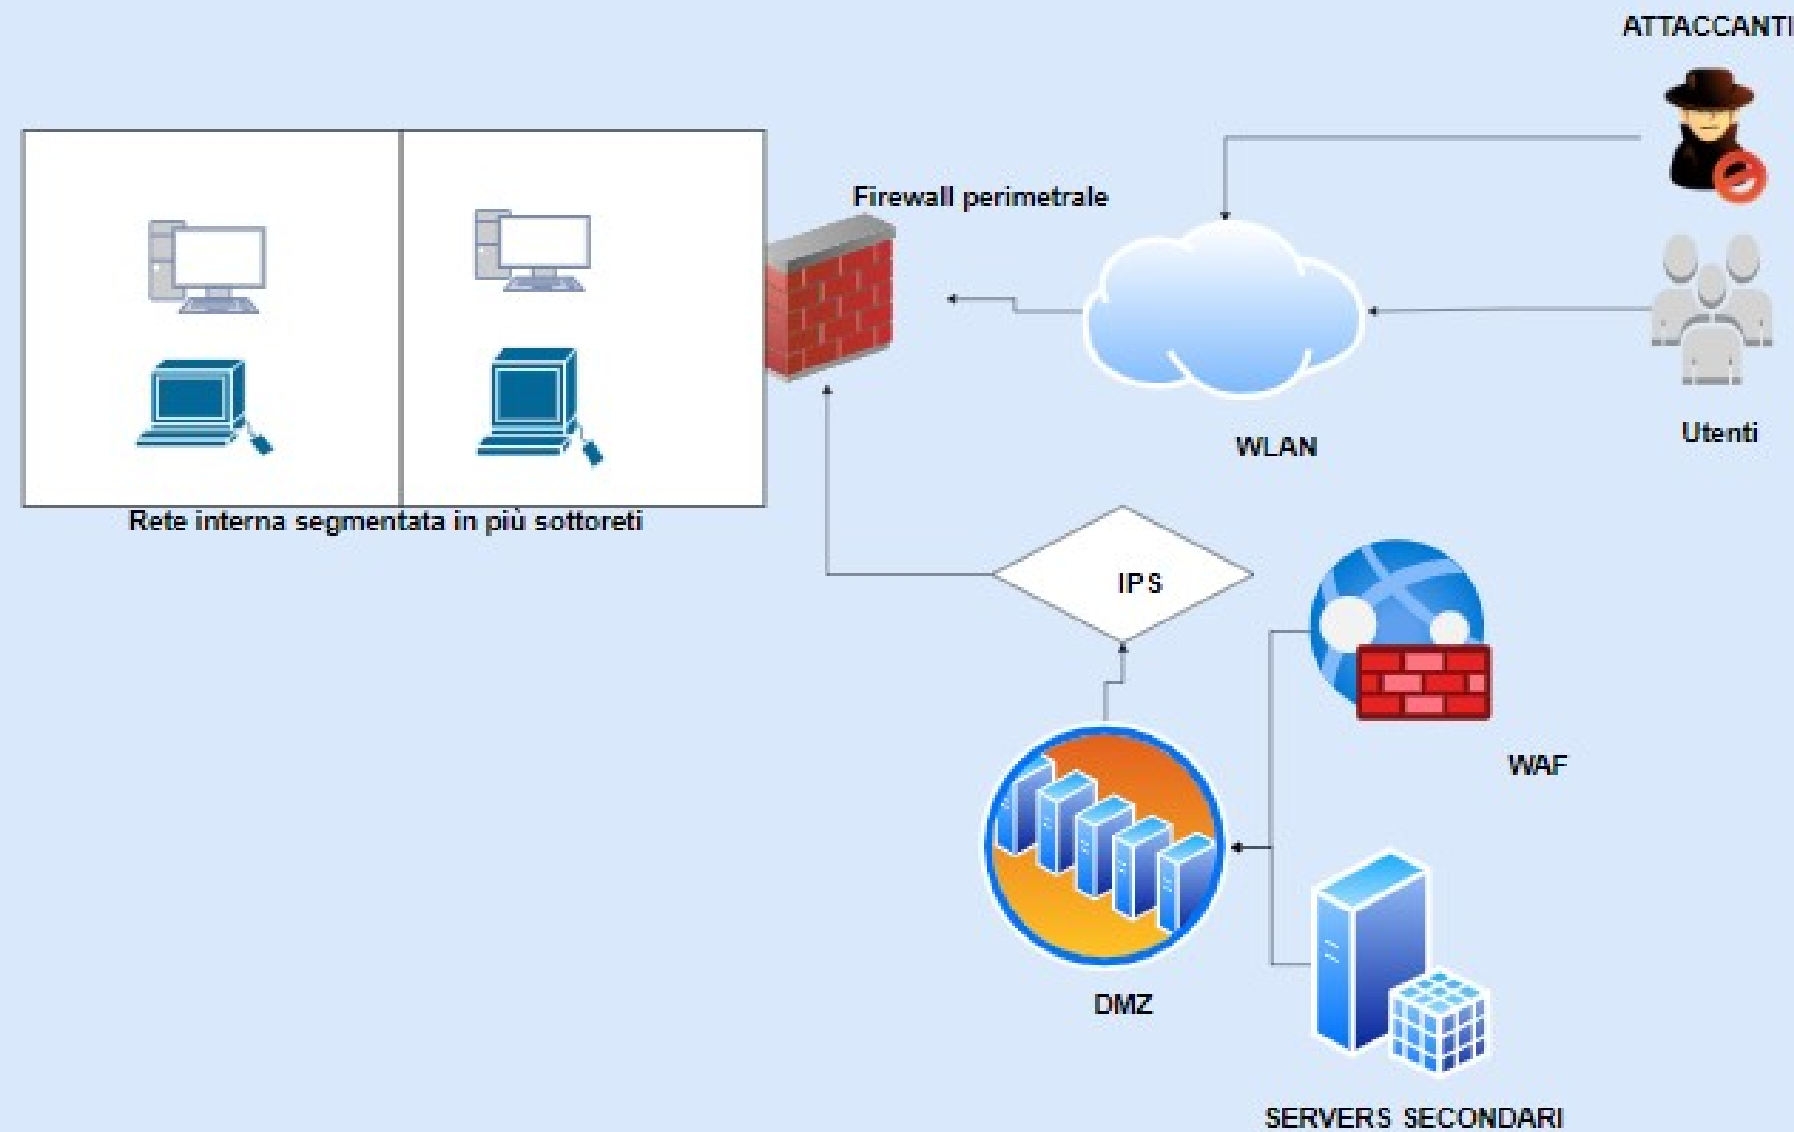 ATTACCANTI
Firewall perimetrale
WLAN
Utenti
Rete interna segmentata in più sottoreti
IPS
WAF
DMZ
SERVERS SECONDARI